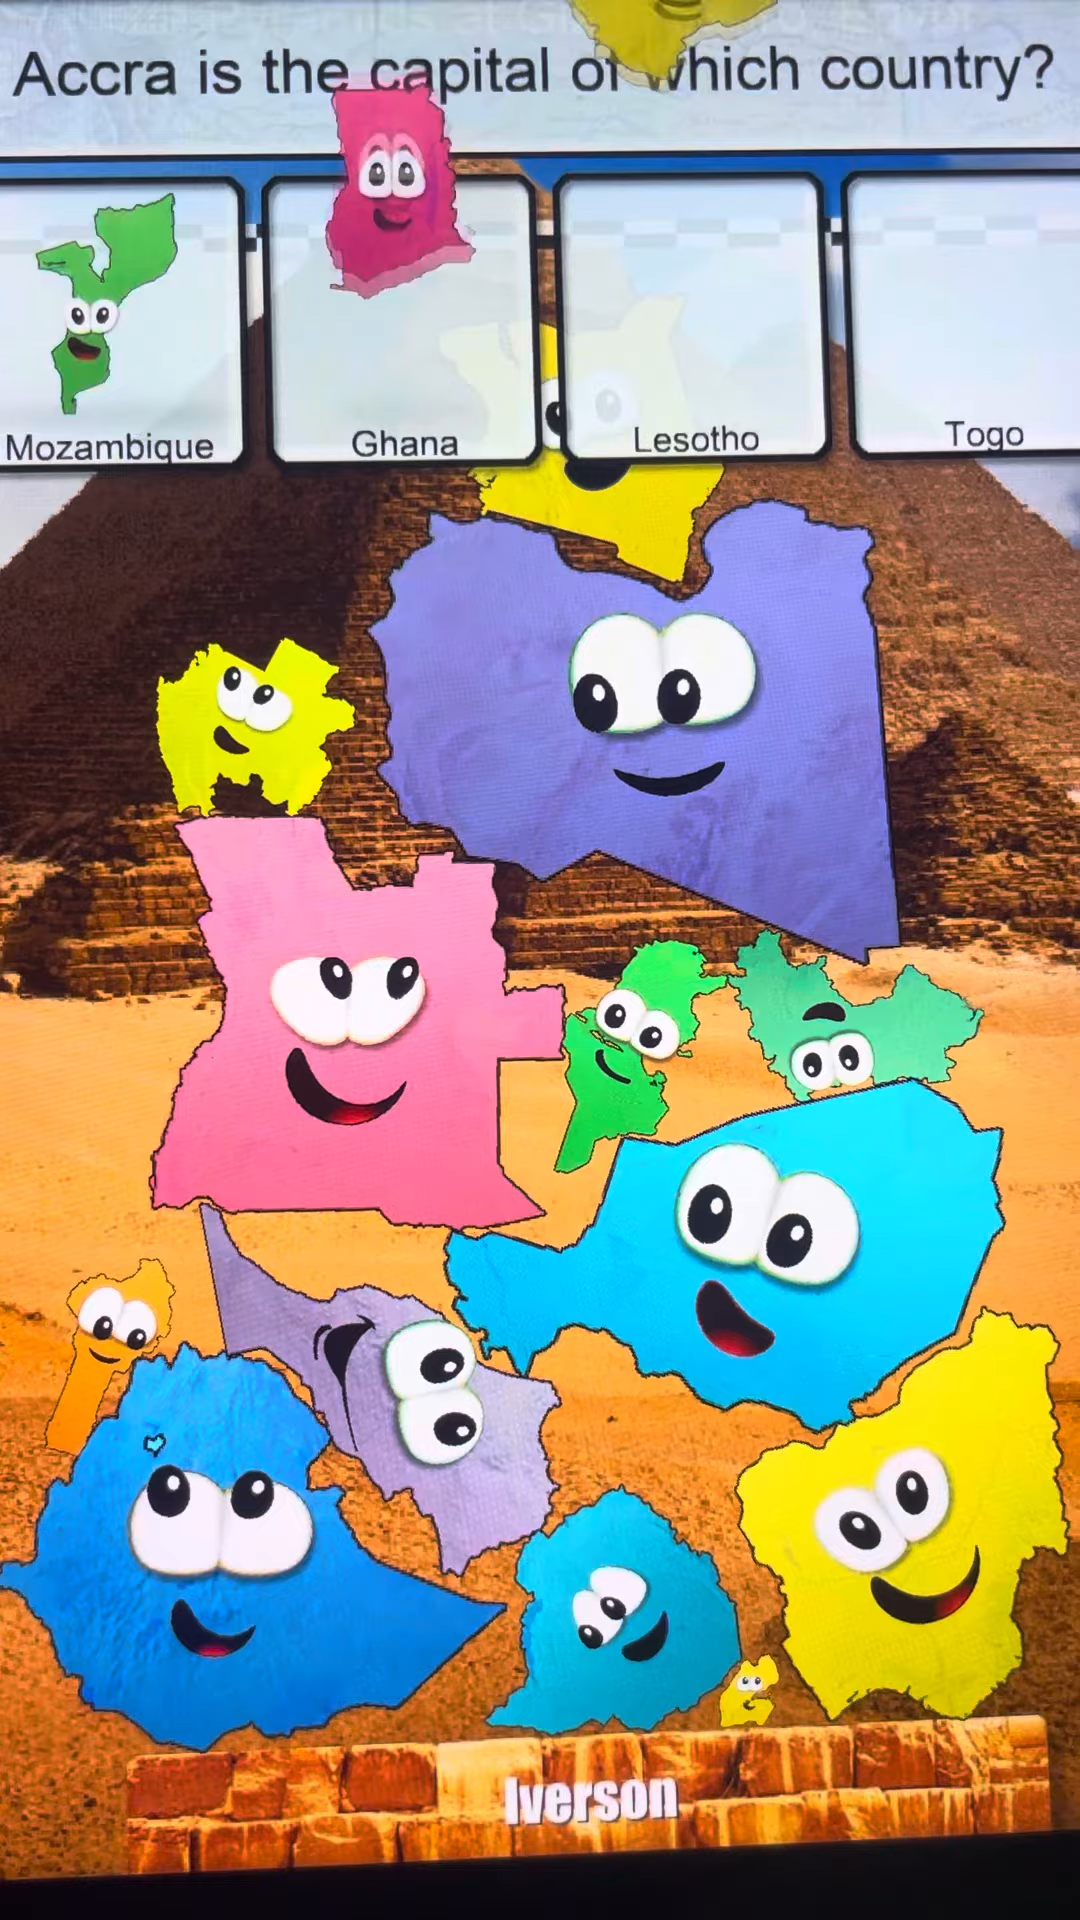 Accra is the capital of which country?
Mozambique
Ghana
Lesotho
Togo
Iverson